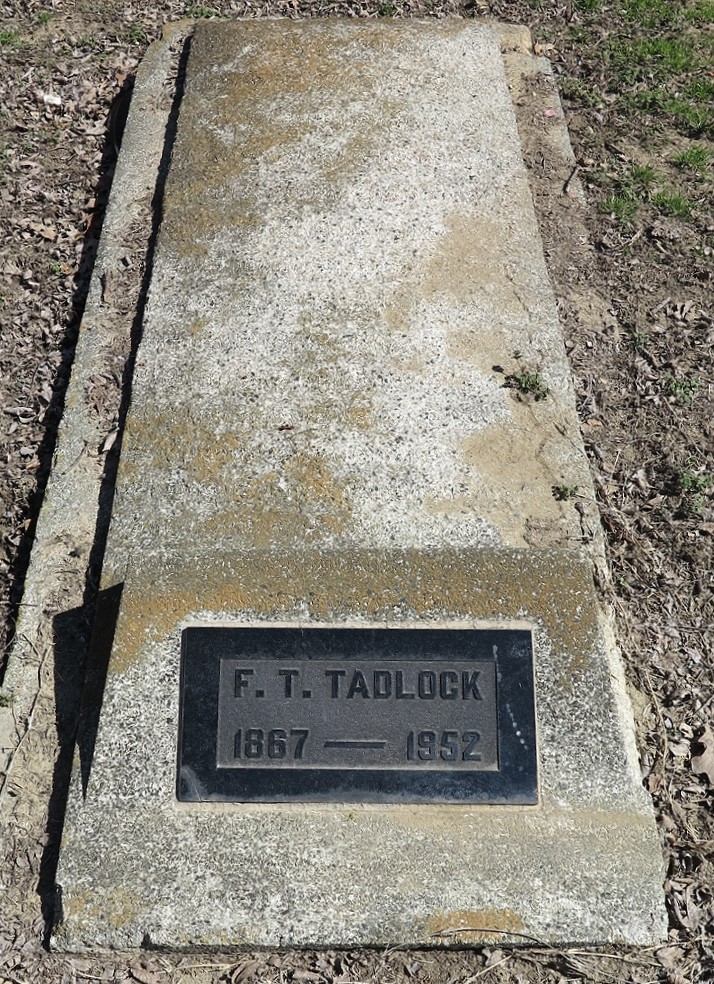 F. T. TADLOCK
1867 — 1952